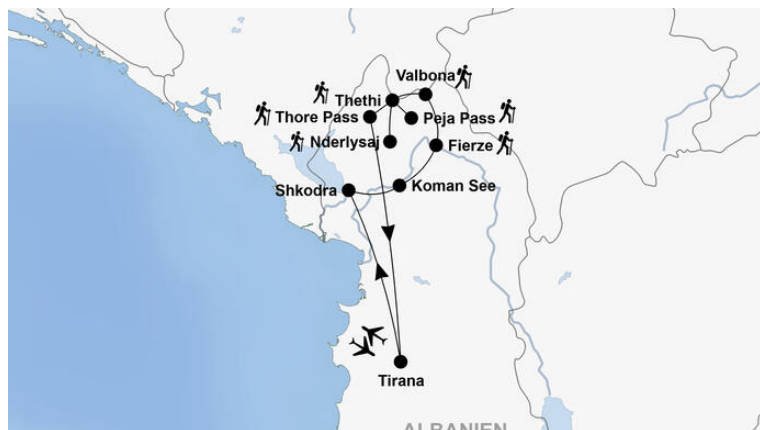 Valbona
Thethi
Thore Pass
Peja Pass
Nderlysaj
Fierze
Shkodra
Koman See
Tirana
ALBANIEN